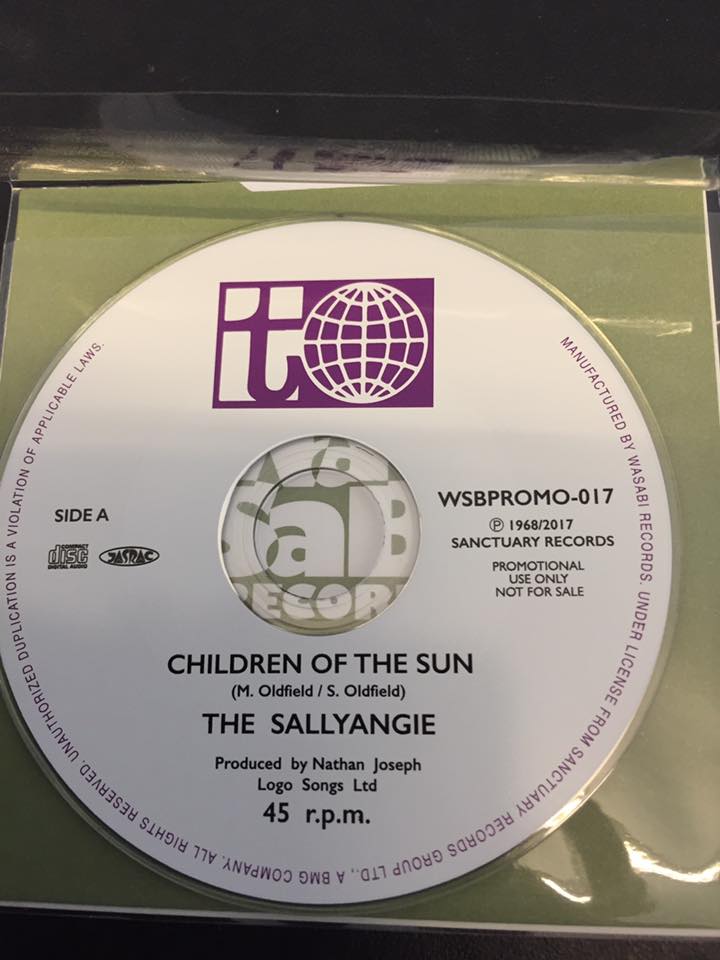 it
MANUFACTURED BY WASABI RECORDS. UNDER LICENSE FROM SANCTUARY RECORDS GROUP LTD., A BMG COMPANY. ALL RIGHTS RESERVED. UNAUTHORIZED DUPLICATION IS A VIOLATION OF APPLICABLE LAWS.
SIDE A
COMPACT
disc
DIGITAL AUDIO
JASRAC
WSBPROMO-017
℗ 1968/2017
SANCTUARY RECORDS
PROMOTIONAL
USE ONLY
NOT FOR SALE
CHILDREN OF THE SUN
(M. Oldfield / S. Oldfield)
THE SALLYANGIE
Produced by Nathan Joseph
Logo Songs Ltd
45 r.p.m.